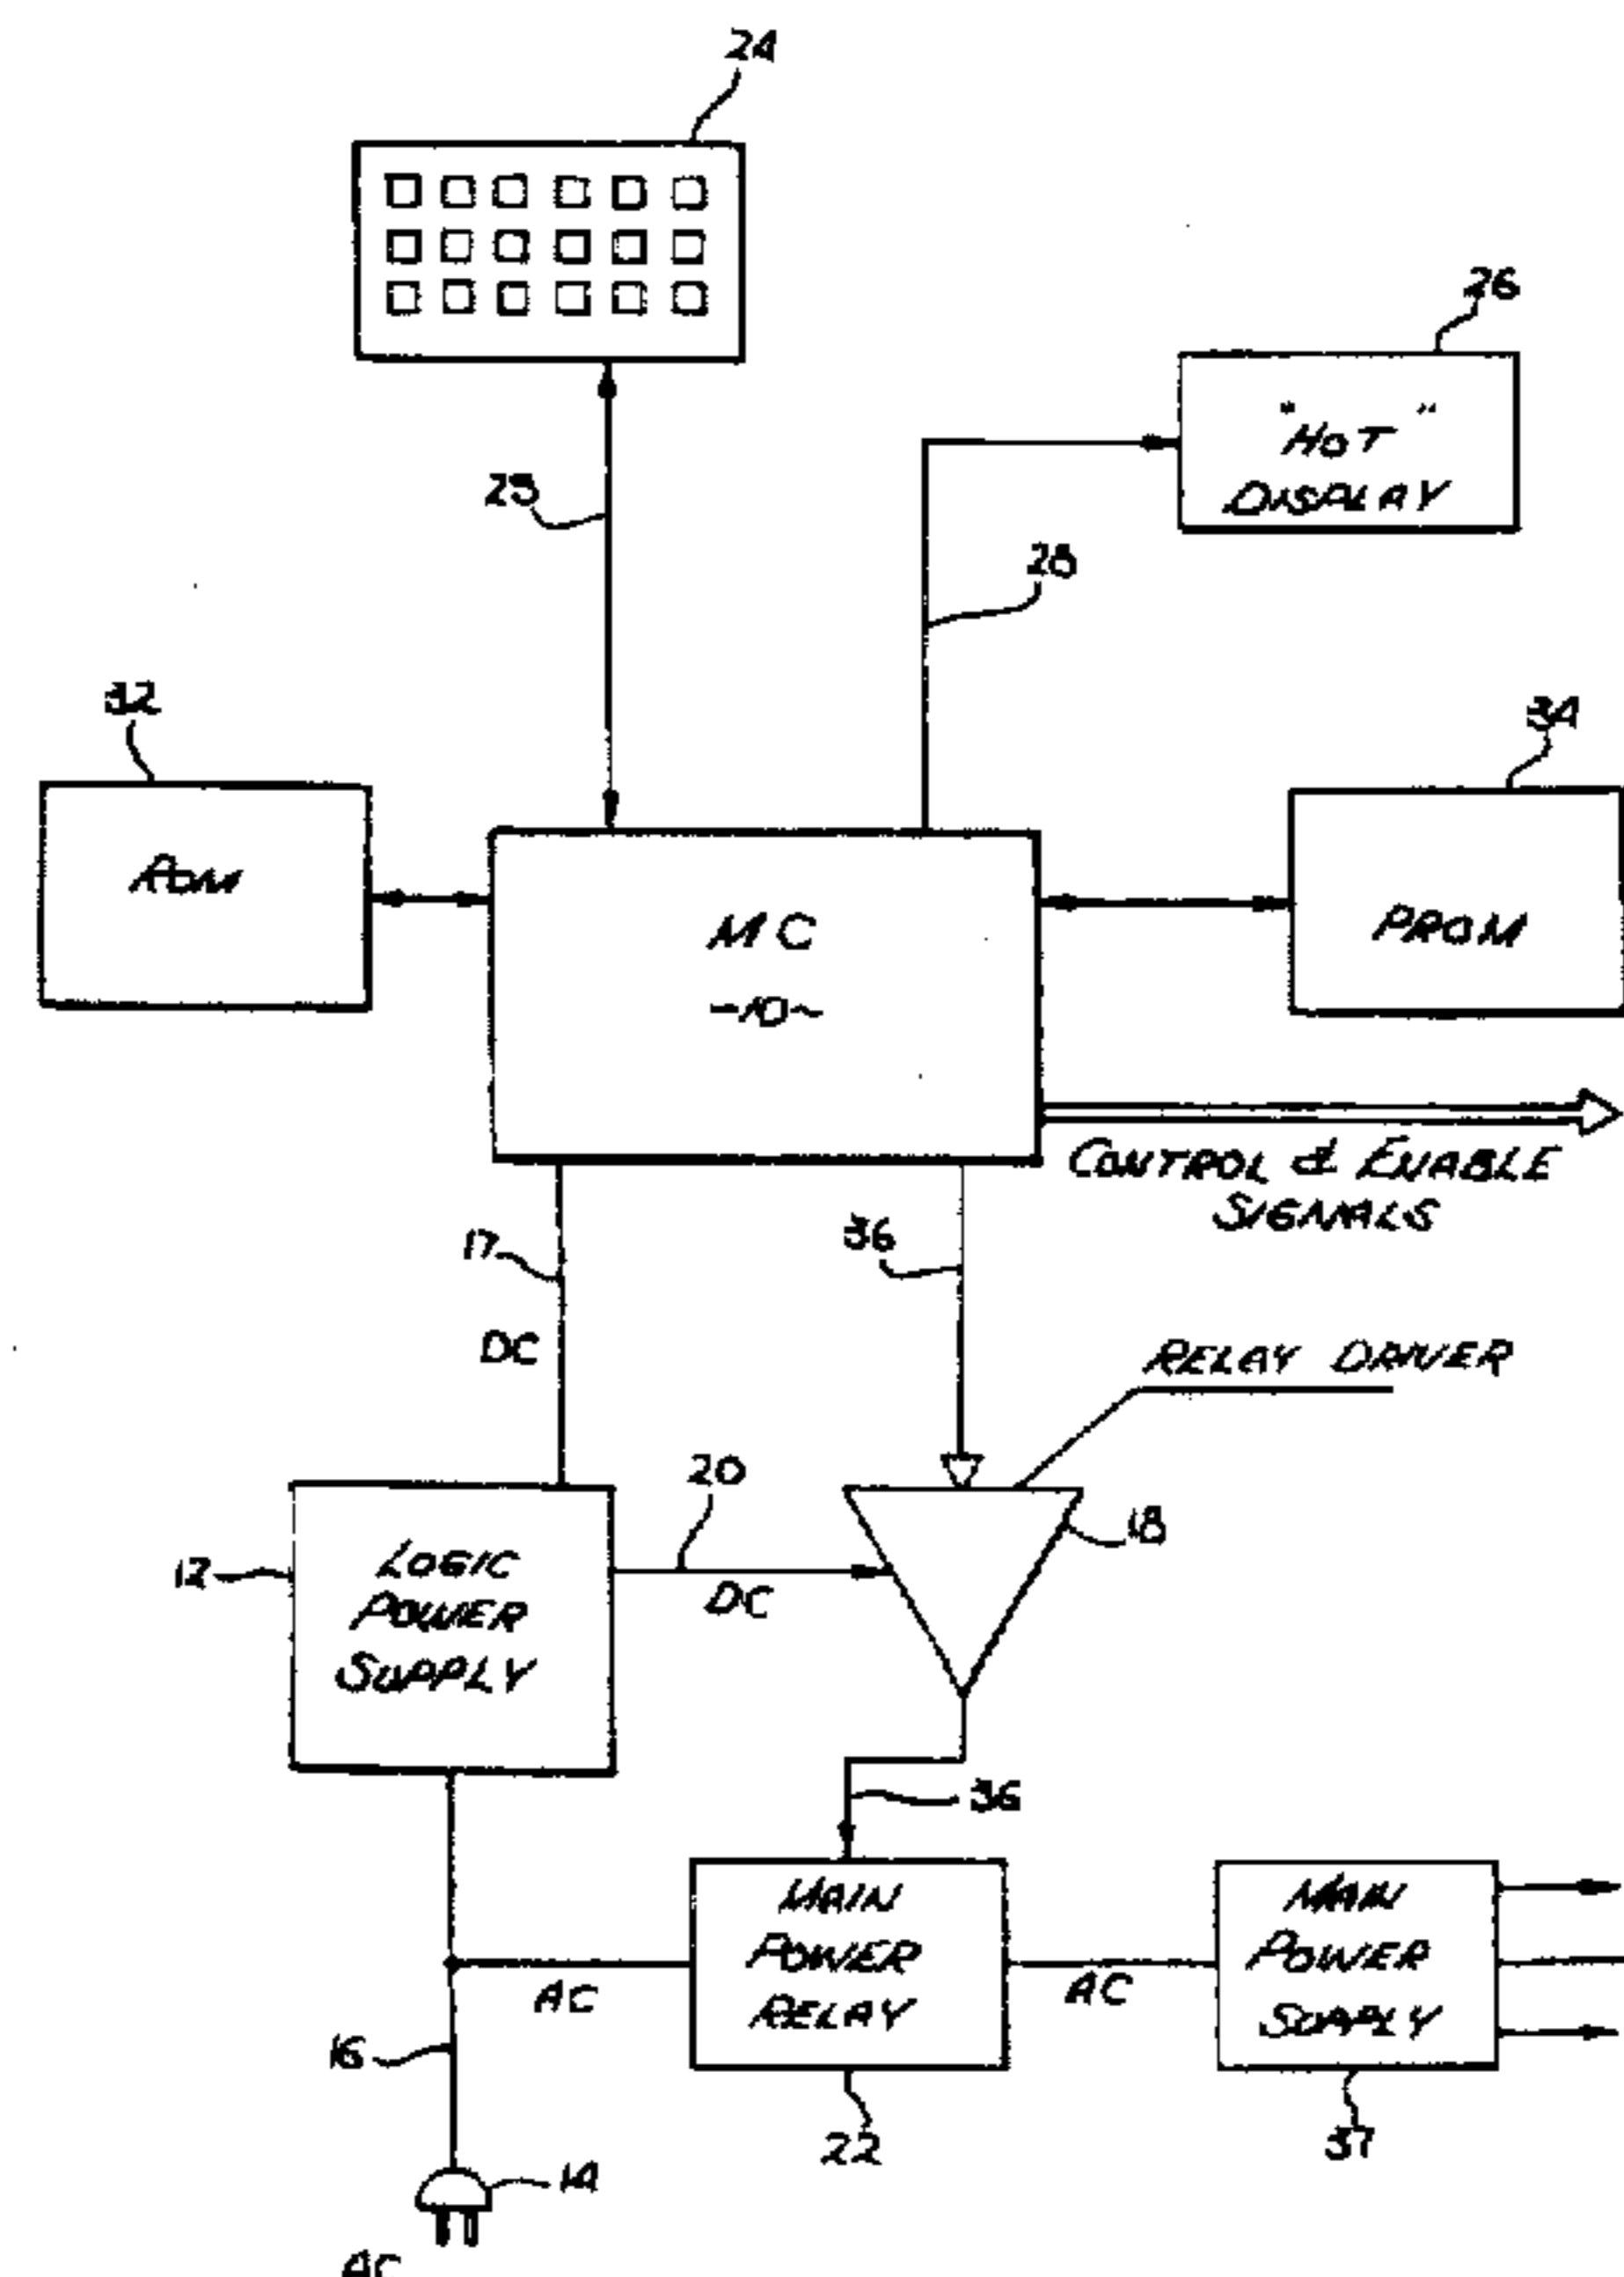 24
26
"HOT"
DISPLAY
25
28
32
34
ROM
MC
-10-
PROM
CONTROL & ENABLE
SIGNALS
17
36
DC
RELAY DRIVER
20
18
12
LOGIC
POWER
SUPPLY
DC
36
MAIN
POWER
RELAY
MAIN
POWER
SUPPLY
AC
AC
16
22
37
14
AC